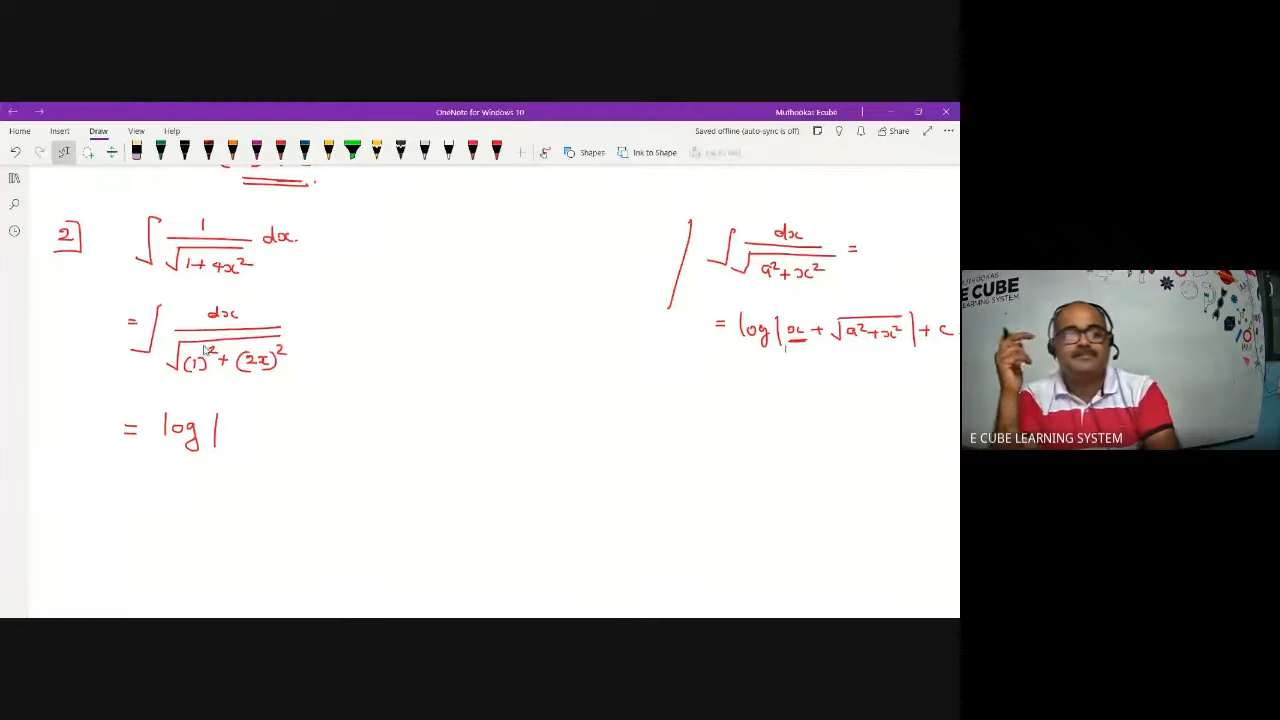 OneNote for Windows 10
Muthookas Ecube
Home Insert Draw View Help
Saved offline (auto-sync is off)
Share
Shapes
Ink to Shape
2
∫ 1/√(1+4x²) dx.
= ∫ dx/√((1)²+(2x)²)
= log |
∫ dx/√(a²+x²) =
= log|x + √(a²+x²)| + c
E CUBE
LEARNING SYSTEM
E CUBE LEARNING SYSTEM